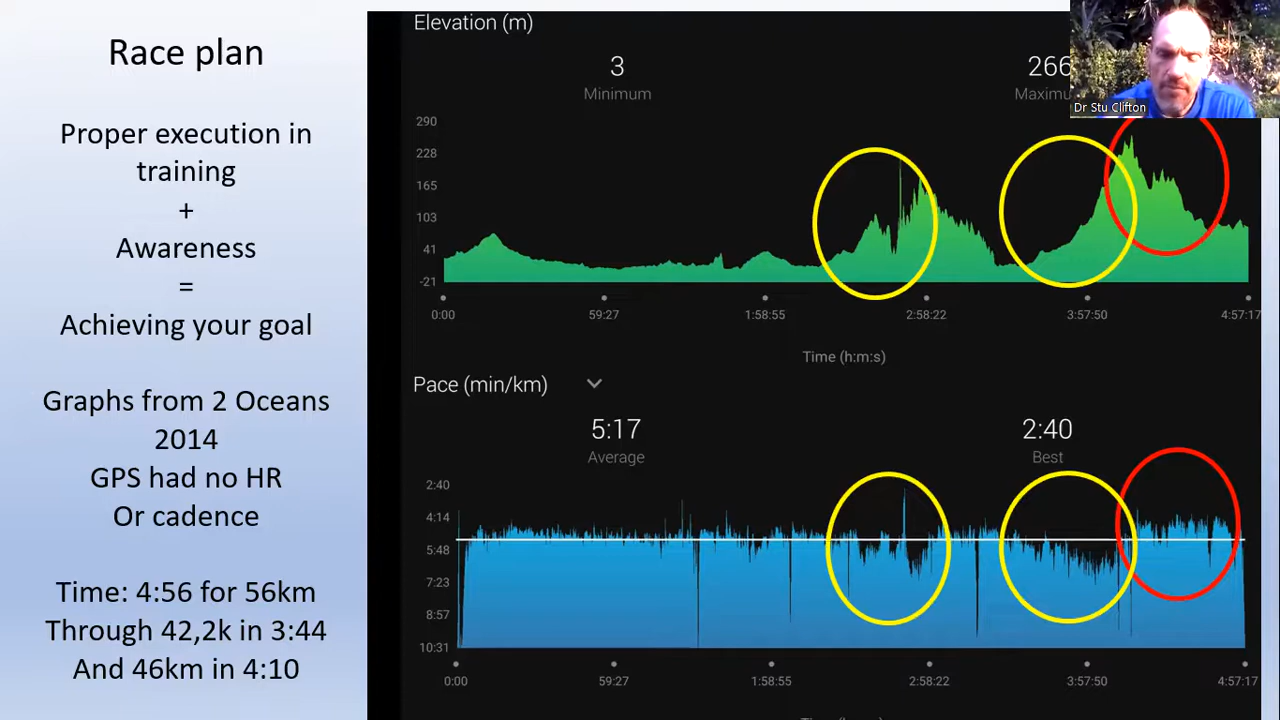 Race plan
Proper execution in
training
+
Awareness
=
Achieving your goal
Graphs from 2 Oceans
2014
GPS had no HR
Or cadence
Time: 4:56 for 56km
Through 42,2k in 3:44
And 46km in 4:10
Elevation (m)
3
Minimum
266
Maximu
Dr Stu Clifton
290
228
165
103
41
-21
0:00
59:27
1:58:55
2:58:22
3:57:50
4:57:17
Time (h:m:s)
Pace (min/km)
5:17
Average
2:40
Best
2:40
4:14
5:48
7:23
8:57
10:31
0:00
59:27
1:58:55
2:58:22
3:57:50
4:57:17